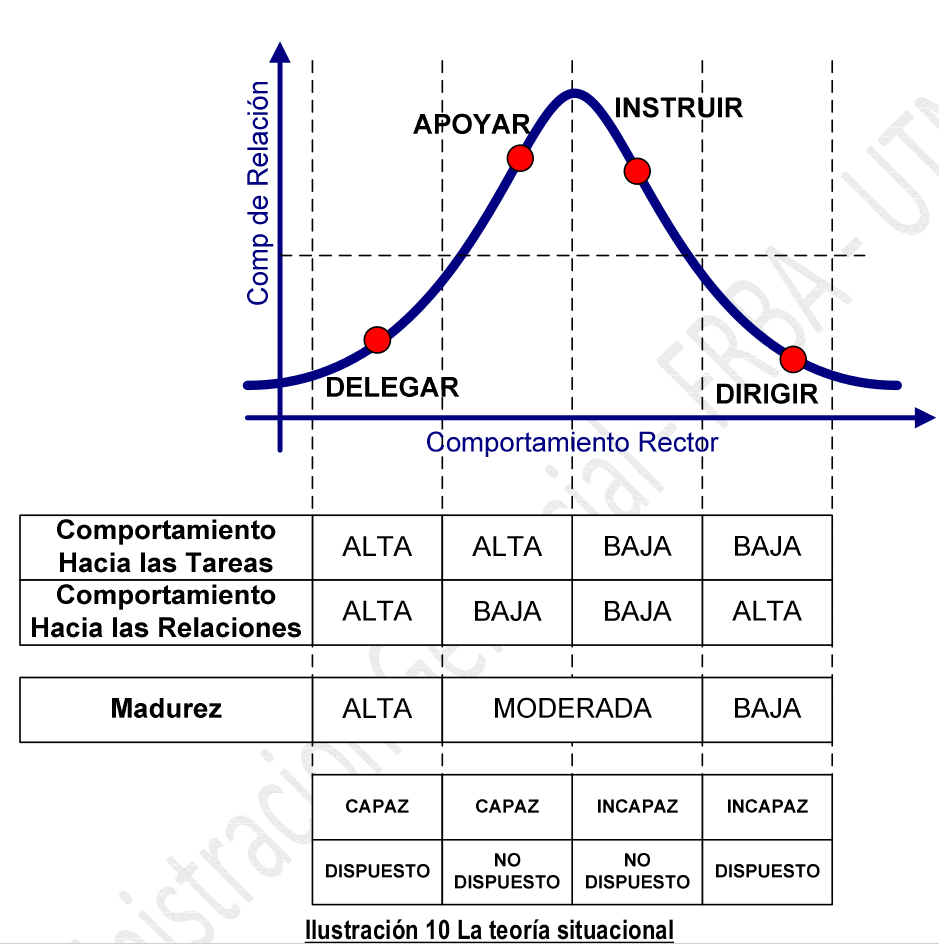 Comp de Relación
APOYAR
INSTRUIR
DELEGAR
DIRIGIR
Comportamiento Rector
Comportamiento
Hacia las Tareas
ALTA
ALTA
BAJA
BAJA
Comportamiento
Hacia las Relaciones
ALTA
BAJA
BAJA
ALTA
Madurez
ALTA
MODERADA
BAJA
CAPAZ
CAPAZ
INCAPAZ
INCAPAZ
DISPUESTO
NO
DISPUESTO
NO
DISPUESTO
DISPUESTO
Ilustración 10 La teoría situacional